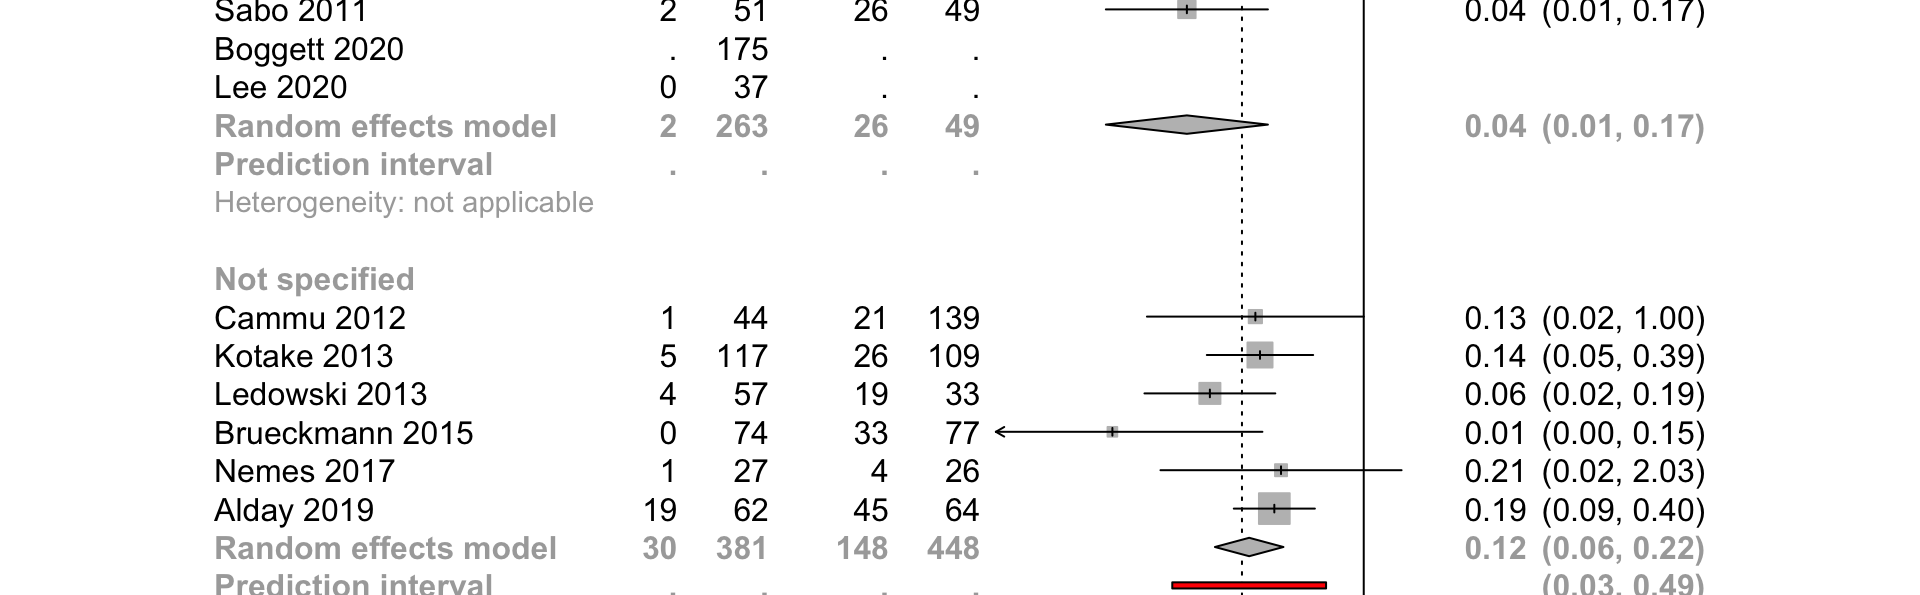 Sabo 2011 2 51 26 49 0.04 (0.01, 0.17)
Boggett 2020 . 175 . .
Lee 2020 0 37 . .
Random effects model 2 263 26 49 0.04 (0.01, 0.17)
Prediction interval . . . .
Heterogeneity: not applicable
Not specified
Cammu 2012 1 44 21 139 0.13 (0.02, 1.00)
Kotake 2013 5 117 26 109 0.14 (0.05, 0.39)
Ledowski 2013 4 57 19 33 0.06 (0.02, 0.19)
Brueckmann 2015 0 74 33 77 0.01 (0.00, 0.15)
Nemes 2017 1 27 4 26 0.21 (0.02, 2.03)
Alday 2019 19 62 45 64 0.19 (0.09, 0.40)
Random effects model 30 381 148 448 0.12 (0.06, 0.22)
Prediction interval . . . . (0.03, 0.49)